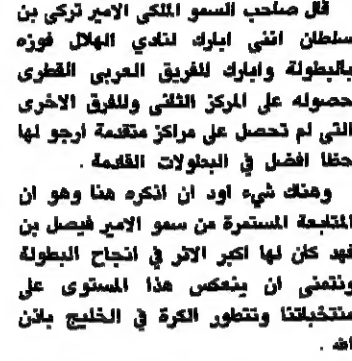 قال صاحب السمو الملكي الامير تركي بن
سلطان انني ابارك لنادي الهلال فوزه
بالبطولة وابارك للفريق العربي القطرى
حصوله على المركز الثاني وللفرق الاخرى
التي لم تحصل على مراكز متقدمة ارجو لها
حظا افضل في البطولات القادمة .
وهناك شيء اود ان اذكره هنا وهو ان
المتابعة المستمرة من سمو الامير فيصل بن
فهد كان لها اكبر الاثر في انجاح البطولة
ونتمنى ان ينعكس هذا المستوى على
منتخباتنا وتتطور الكرة في الخليج باذن
الله .